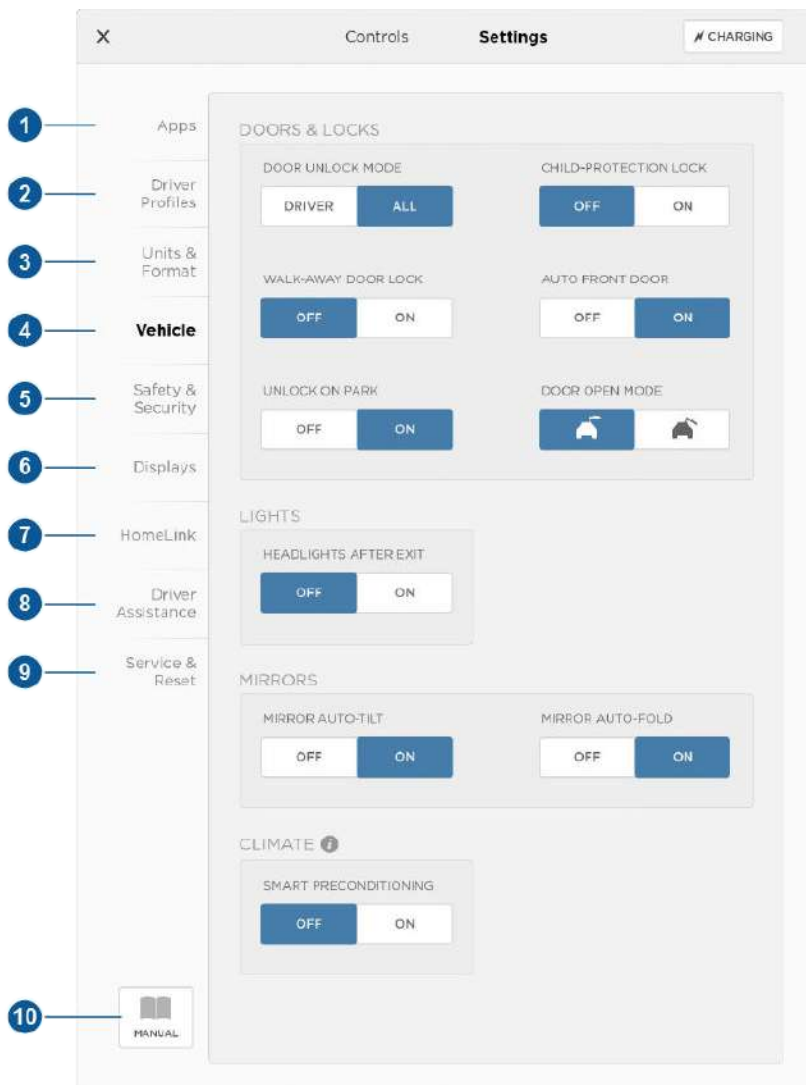 Controls
Settings
CHARGING
1
Apps
2
Driver
Profiles
3
Units &
Format
4
Vehicle
5
Safety &
Security
6
Displays
7
HomeLink
8
Driver
Assistance
9
Service &
Reset
10
MANUAL
DOORS & LOCKS
DOOR UNLOCK MODE
DRIVER ALL
CHILD-PROTECTION LOCK
OFF ON
WALK-AWAY DOOR LOCK
OFF ON
AUTO FRONT DOOR
OFF ON
UNLOCK ON PARK
OFF ON
DOOR OPEN MODE
LIGHTS
HEADLIGHTS AFTER EXIT
OFF ON
MIRRORS
MIRROR AUTO-TILT
OFF ON
MIRROR AUTO-FOLD
OFF ON
CLIMATE
SMART PRECONDITIONING
OFF ON